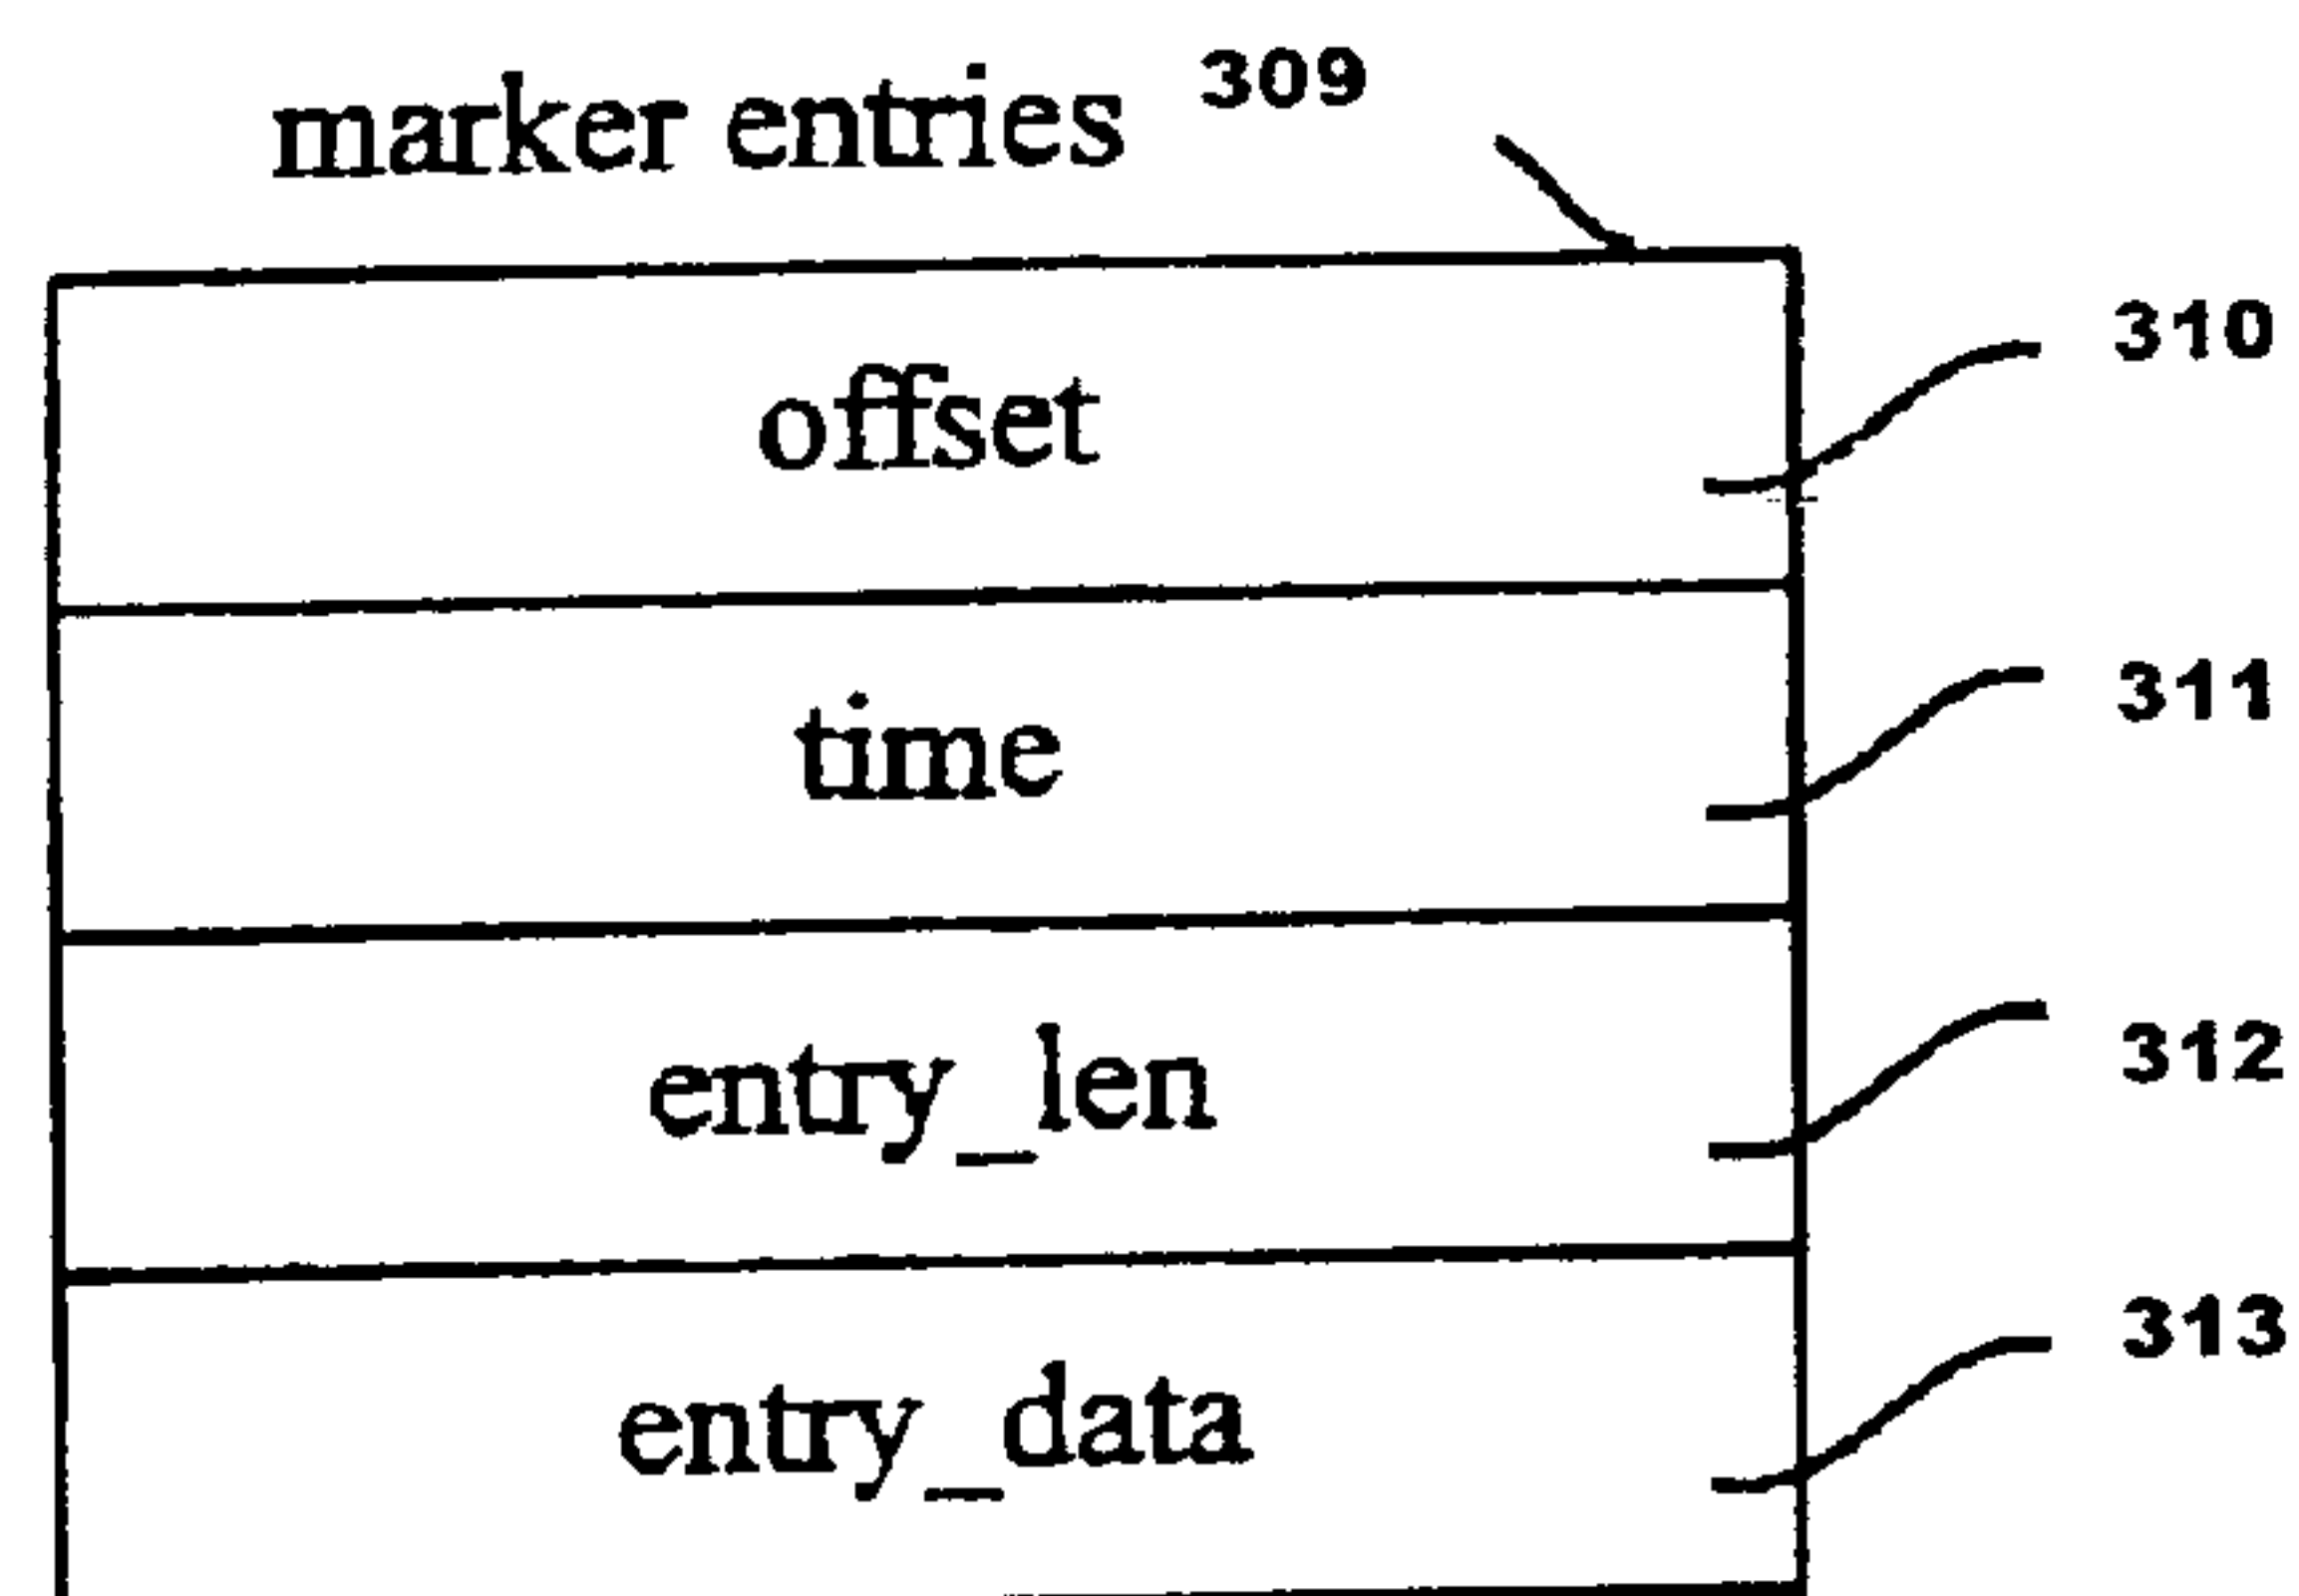 marker entries 309
offset 310
time 311
entry_len 312
entry_data 313